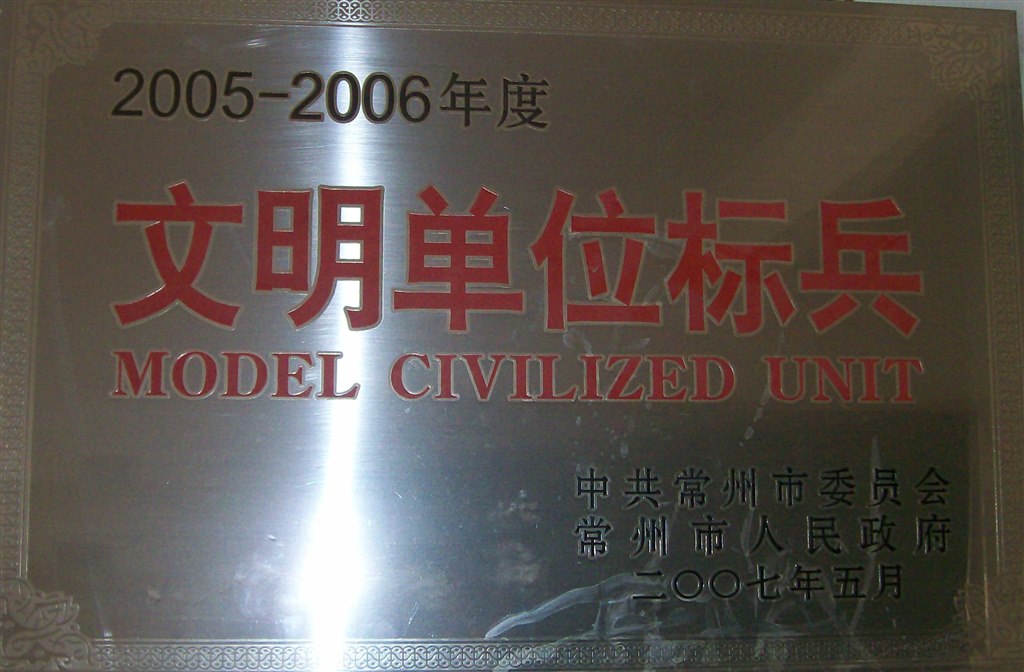 2005-2006年度
文明单位标兵
MODEL CIVILIZED UNIT
中共常州市委员会
常州市人民政府
二〇〇七年五月